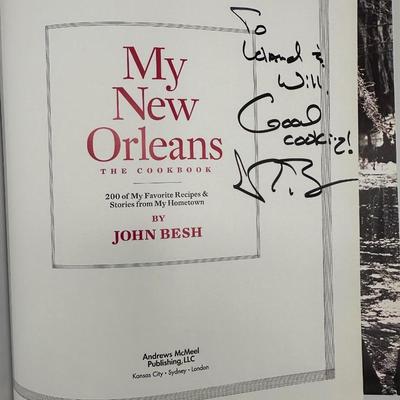 My
New
Orleans
THE COOKBOOK
200 of My Favorite Recipes &
Stories from My Hometown
BY
JOHN BESH
Andrews McMeel
Publishing, LLC
Kansas City • Sydney • London
To
&
Will!
Good
cooking!